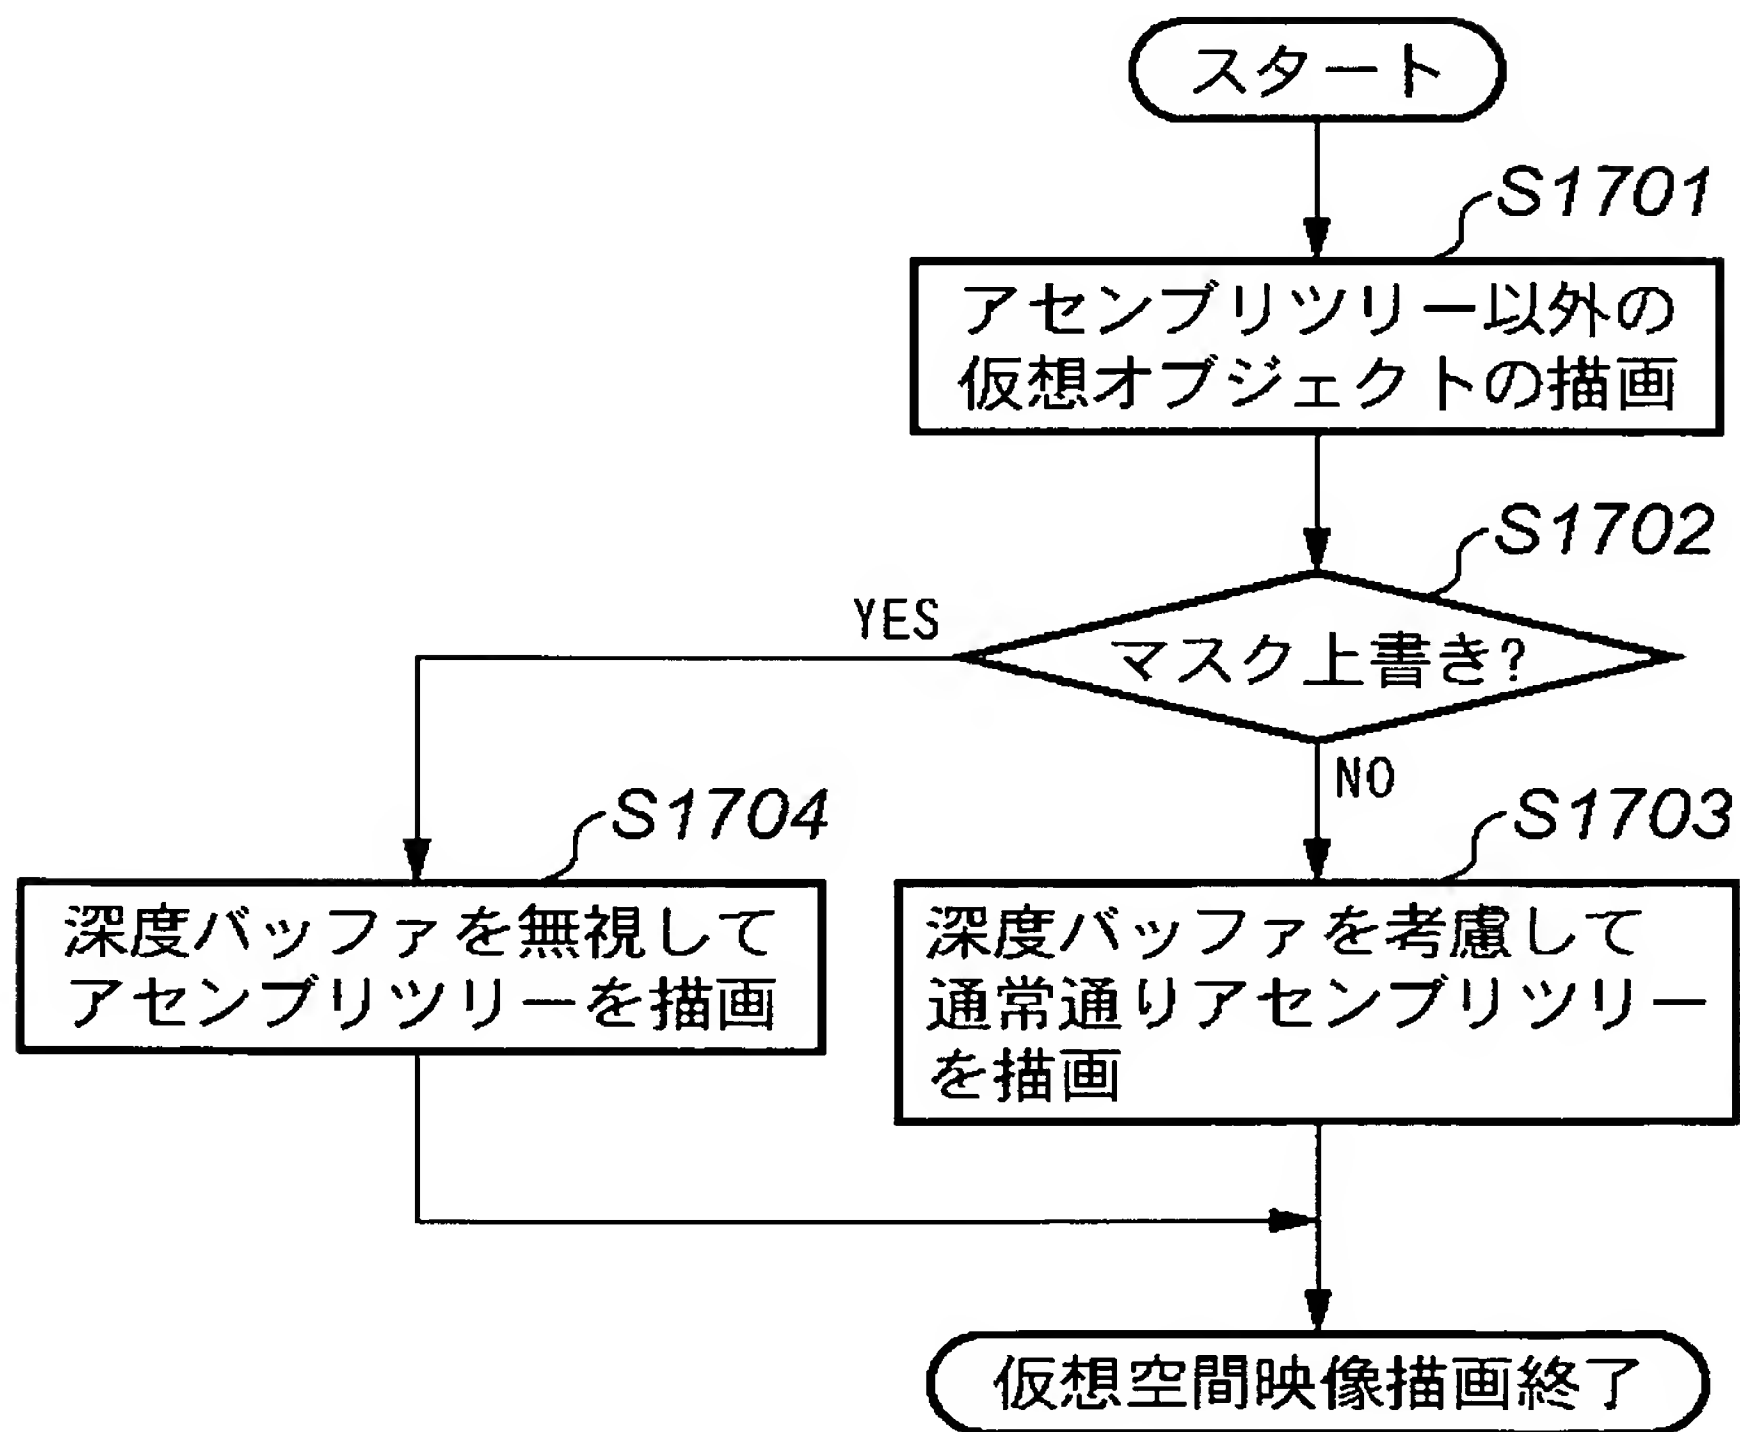 スタート
S1701
アセンブリツリー以外の
仮想オブジェクトの描画
S1702
マスク上書き?
YES
NO
S1704
深度バッファを無視して
アセンブリツリーを描画
S1703
深度バッファを考慮して
通常通りアセンブリツリー
を描画
仮想空間映像描画終了